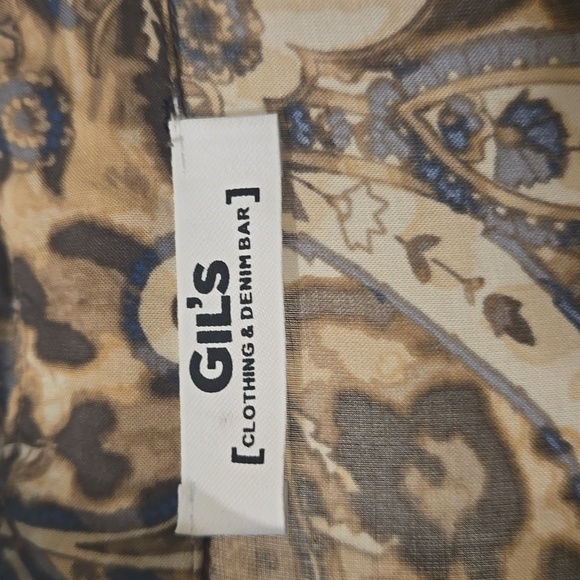 GIL'S
[CLOTHING & DENIM BAR]